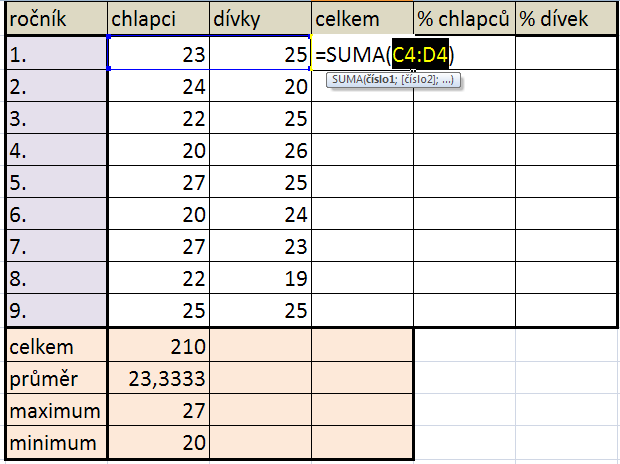 ročník chlapci dívky celkem % chlapců % dívek
1. 23 25 =SUMA(C4:D4)
SUMA(číslo1; [číslo2]; ...)
2. 24 20
3. 22 25
4. 20 26
5. 27 25
6. 20 24
7. 27 23
8. 22 19
9. 25 25
celkem 210
průměr 23,3333
maximum 27
minimum 20